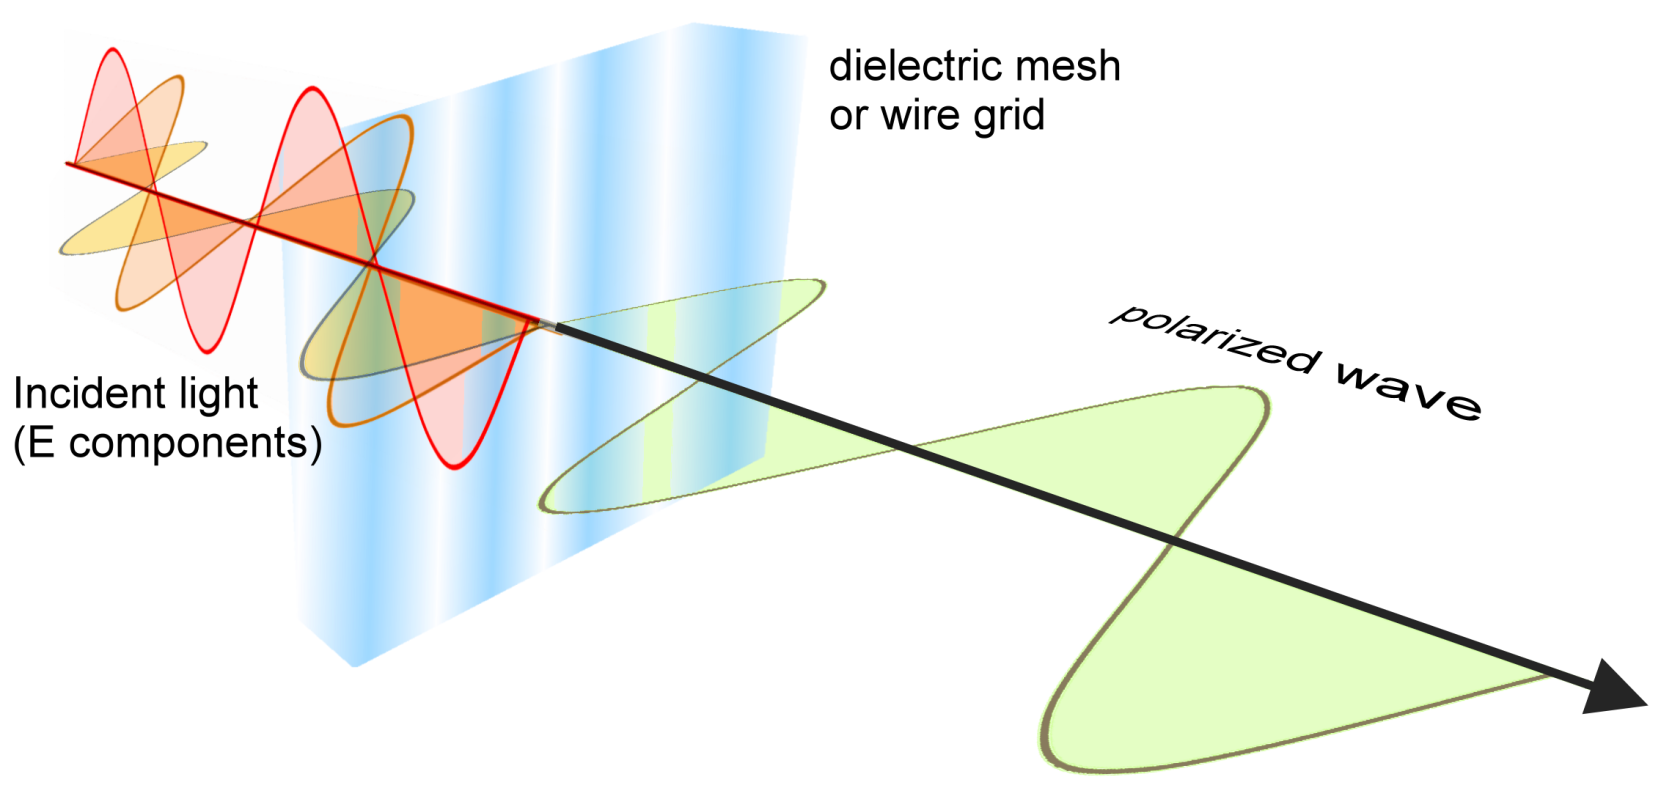 dielectric mesh
or wire grid
polarized wave
Incident light
(E components)